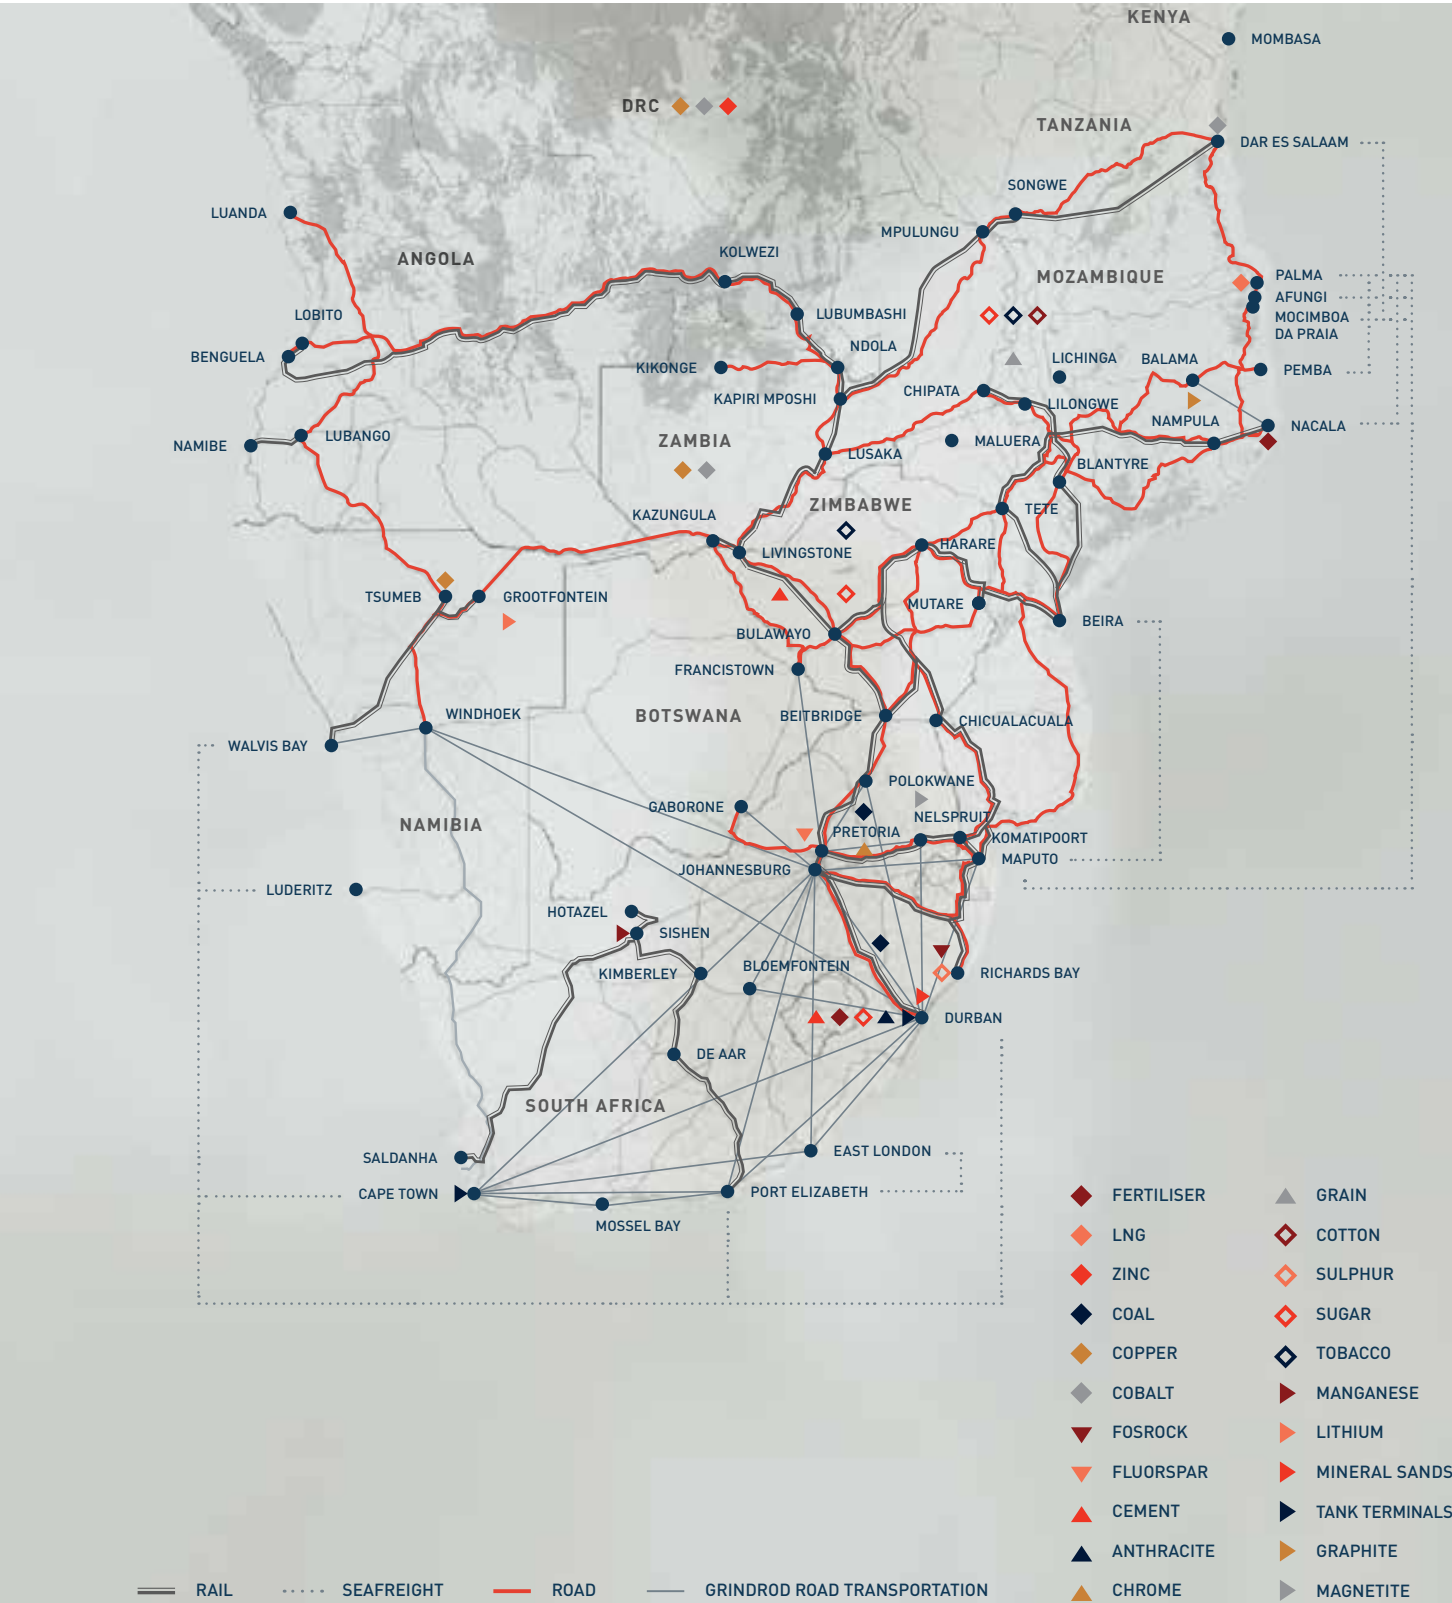 KENYA
MOMBASA
DRC
TANZANIA
DAR ES SALAAM
SONGWE
LUANDA
MPULUNGU
ANGOLA
KOLWEZI
MOZAMBIQUE
PALMA
AFUNGI
LOBITO
LUBUMBASHI
MOCIMBOA
DA PRAIA
NDOLA
BENGUELA
LICHINGA
BALAMA
KIKONGE
PEMBA
CHIPATA
KAPIRI MPOSHI
LILONGWE
NAMPULA
NACALA
NAMIBE
LUBANGO
ZAMBIA
MALUERA
LUSAKA
BLANTYRE
ZIMBABWE
TETE
KAZUNGULA
HARARE
LIVINGSTONE
TSUMEB
GROOTFONTEIN
MUTARE
BEIRA
BULAWAYO
FRANCISTOWN
WINDHOEK
BOTSWANA
BEITBRIDGE
CHICUALACUALA
WALVIS BAY
POLOKWANE
GABORONE
NELSPRUIT
NAMIBIA
PRETORIA
KOMATIPOORT
MAPUTO
JOHANNESBURG
LUDERITZ
HOTAZEL
SISHEN
BLOEMFONTEIN
KIMBERLEY
RICHARDS BAY
DURBAN
DE AAR
SOUTH AFRICA
EAST LONDON
SALDANHA
CAPE TOWN
PORT ELIZABETH
MOSSEL BAY
FERTILISER
LNG
ZINC
COAL
COPPER
COBALT
FOSROCK
FLUORSPAR
CEMENT
ANTHRACITE
CHROME
GRAIN
COTTON
SULPHUR
SUGAR
TOBACCO
MANGANESE
LITHIUM
MINERAL SANDS
TANK TERMINALS
GRAPHITE
MAGNETITE
RAIL
SEAFREIGHT
ROAD
GRINDROD ROAD TRANSPORTATION